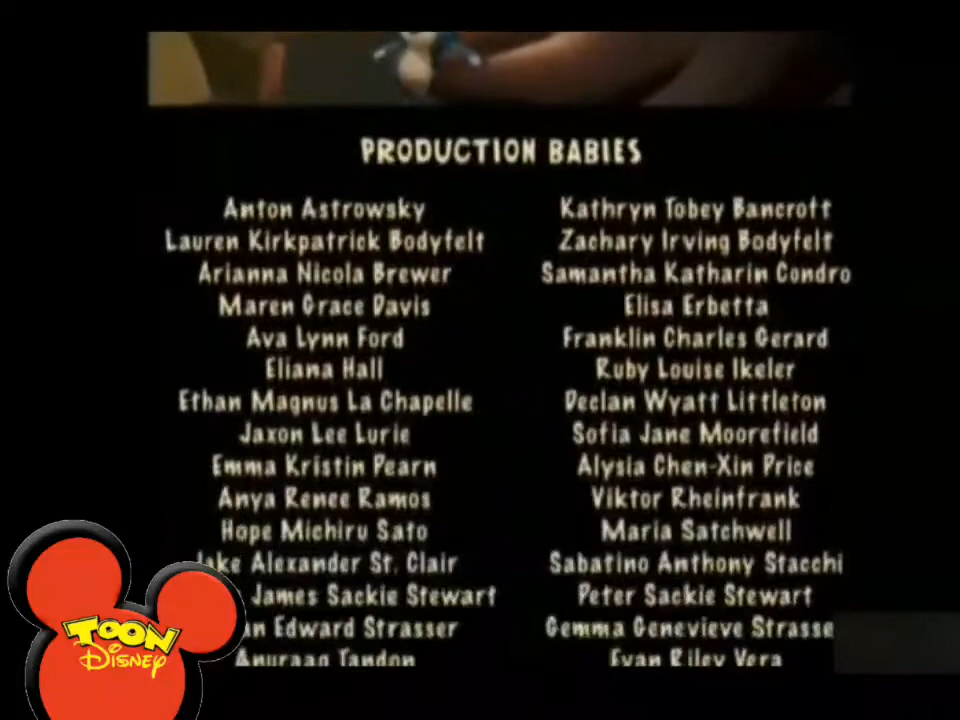 PRODUCTION BABIES
Anton Astrowsky Kathryn Tobey Bancroft
Lauren Kirkpatrick Bodyfelt Zachary Irving Bodyfelt
Arianna Nicola Brewer Samantha Katharin Condro
Maren Grace Davis Elisa Erbetta
Ava Lynn Ford Franklin Charles Gerard
Eliana Hall Ruby Louise Ikeler
Ethan Magnus La Chapelle Declan Wyatt Littleton
Jaxon Lee Lurie Sofia Jane Moorefield
Emma Kristin Pearn Alysia Chen-Xin Price
Anya Renee Ramos Viktor Rheinfrank
Hope Michiru Sato Maria Satchwell
Jake Alexander St. Clair Sabatino Anthony Stacchi
James Sackie Stewart Peter Sackie Stewart
Edward Strasser Gemma Genevieve Strasse
Anuraag Tandon Evan Riley Vera
TOON
DISNEY